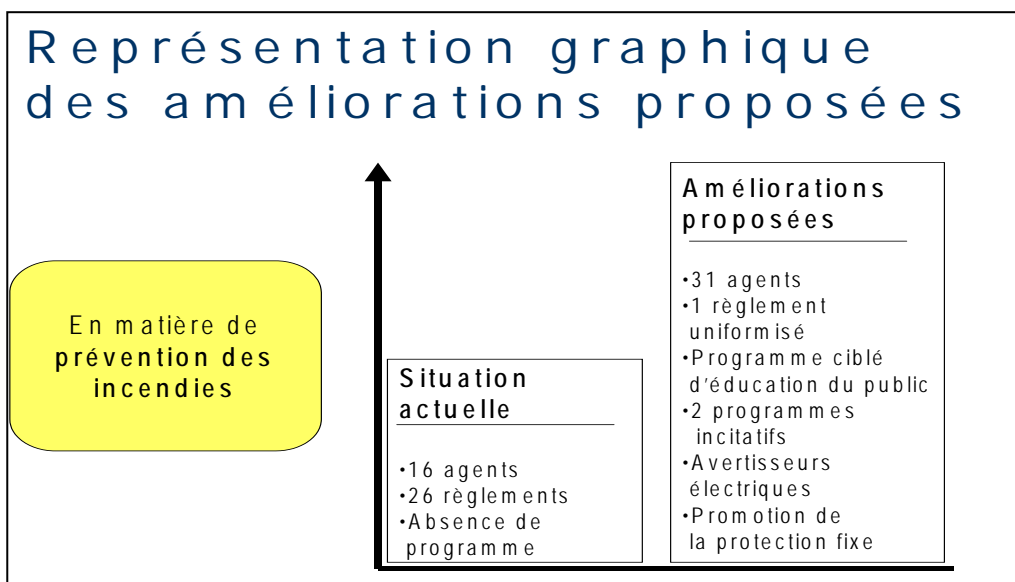 Représentation graphique
des améliorations proposées
En matière de
prévention des
incendies
Situation
actuelle
•16 agents
•26 règlements
•Absence de
programme
Améliorations
proposées
•31 agents
•1 règlement
uniformisé
•Programme ciblé
d'éducation du public
•2 programmes
incitatifs
•Avertisseurs
électriques
•Promotion de
la protection fixe